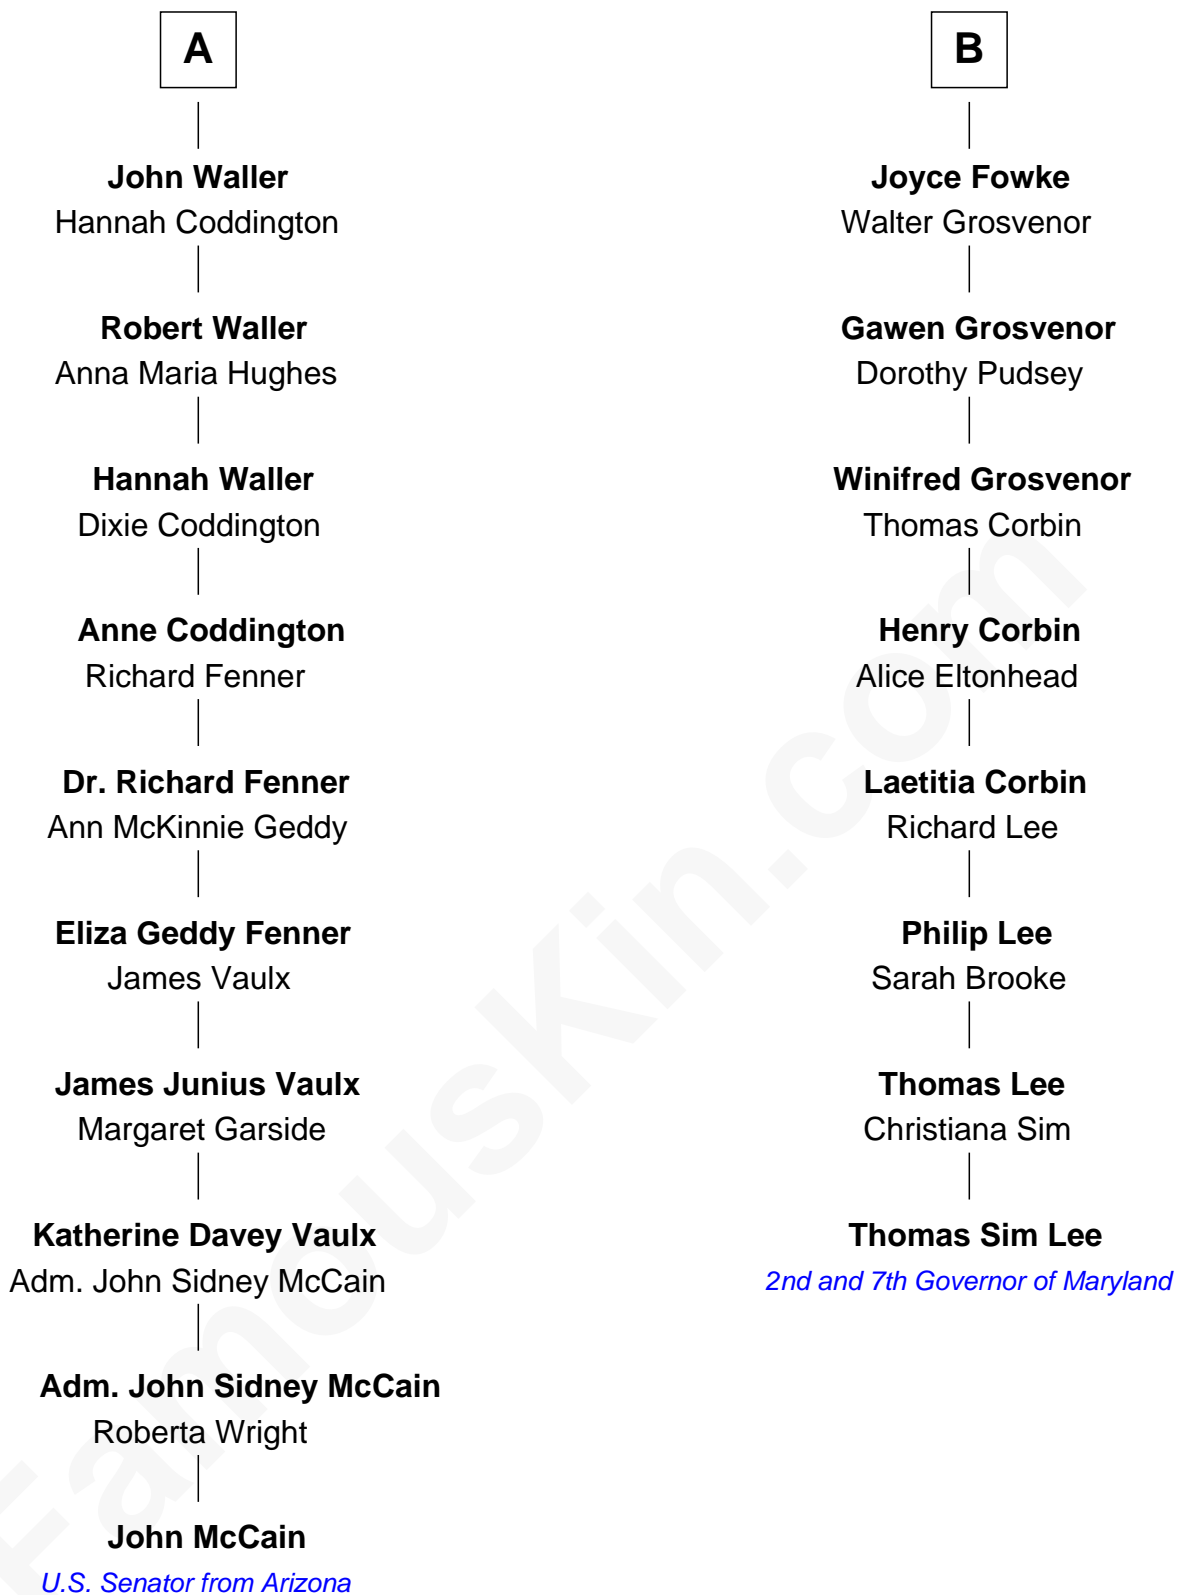 A
John Waller
Hannah Coddington
Robert Waller
Anna Maria Hughes
Hannah Waller
Dixie Coddington
Anne Coddington
Richard Fenner
Dr. Richard Fenner
Ann McKinnie Geddy
Eliza Geddy Fenner
James Vaulx
James Junius Vaulx
Margaret Garside
Katherine Davey Vaulx
Adm. John Sidney McCain
Adm. John Sidney McCain
Roberta Wright
John McCain
U.S. Senator from Arizona
B
Joyce Fowke
Walter Grosvenor
Gawen Grosvenor
Dorothy Pudsey
Winifred Grosvenor
Thomas Corbin
Henry Corbin
Alice Eltonhead
Laetitia Corbin
Richard Lee
Philip Lee
Sarah Brooke
Thomas Lee
Christiana Sim
Thomas Sim Lee
2nd and 7th Governor of Maryland
FamousKin.com